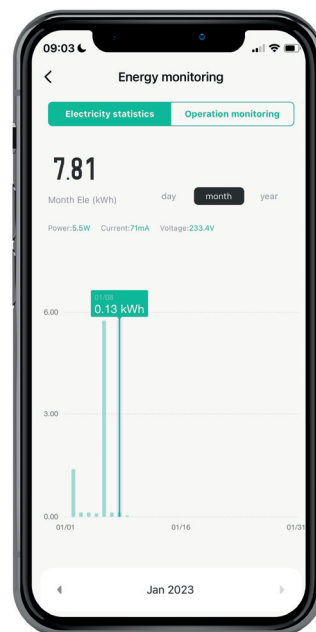 09:03
Energy monitoring
Electricity statistics Operation monitoring
7.81
Month Ele (kWh) day month year
Power:5.5W Current:71mA Voltage:233.4V
01/08
0.13 kWh
6.00
3.00
0.00
01/01 01/16 01/31
Jan 2023